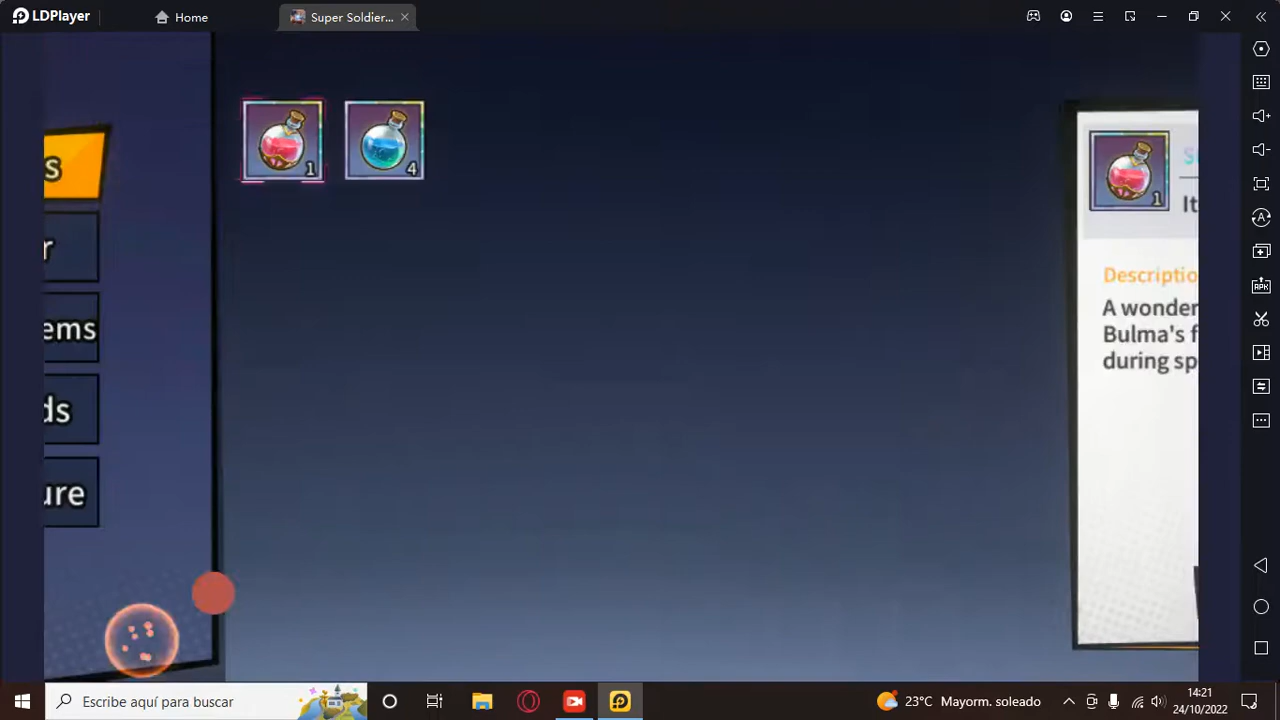 LDPlayer
Home
Super Soldier...
s
r
ems
ds
ure
1
4
1
S
It
Descriptio
A wonder
Bulma's f
during sp
APK
Escribe aquí para buscar
23°C Mayorm. soleado
14:21
24/10/2022